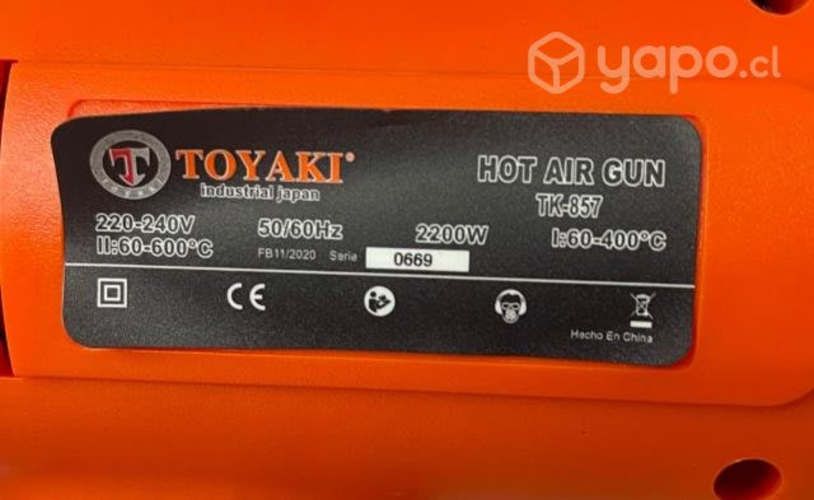 yapo.cl
TOYAKI
industrial japan
HOT AIR GUN
TK-857
220-240V 50/60Hz 2200W I:60-400°C
II:60-600°C FB11/2020 Serie 0669
CE
Hecho En China